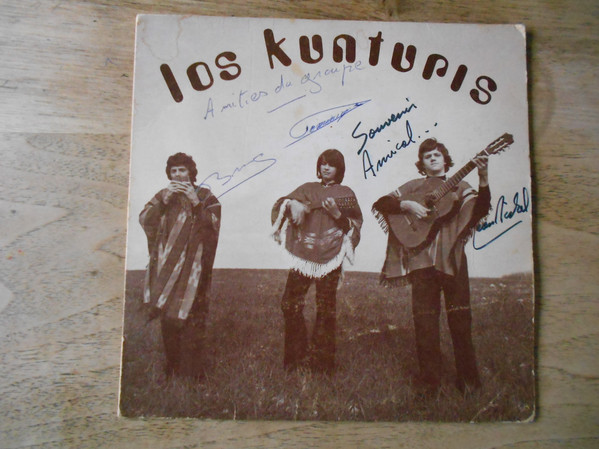 los kunturis
Amitiés du groupe
Souvenir
Amical...